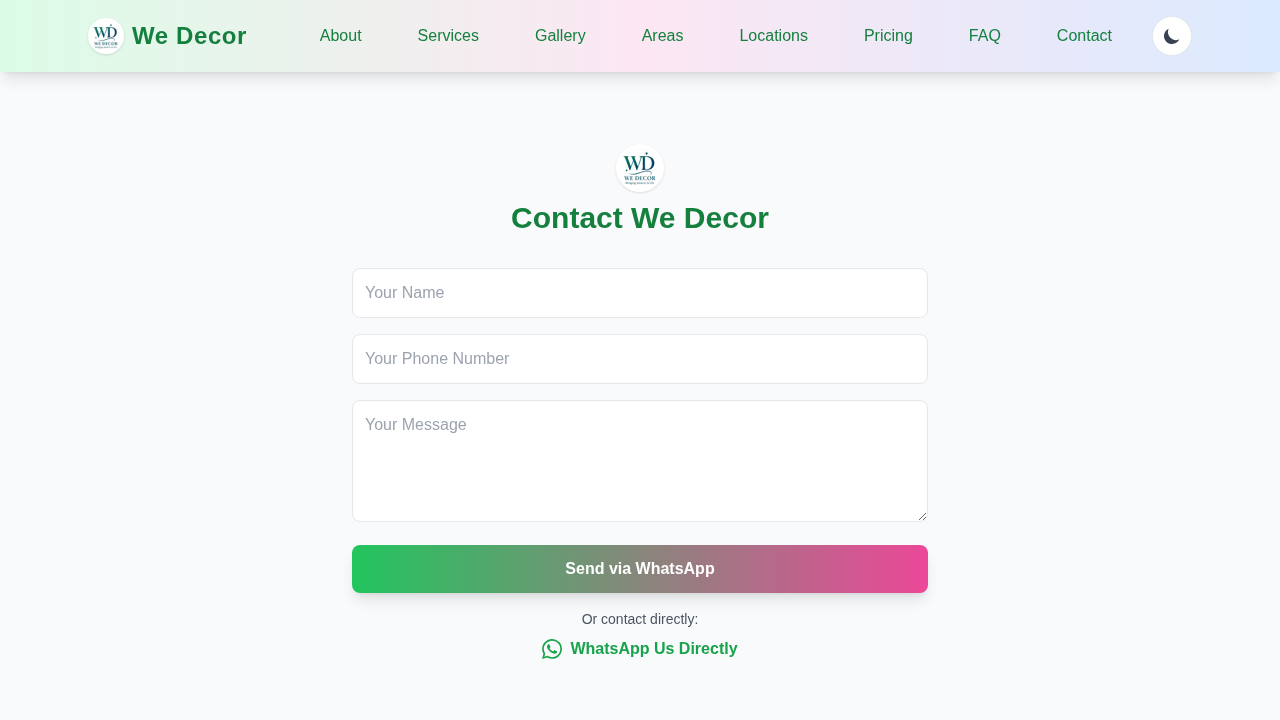 WD
WE DECOR
We Decor
About
Services
Gallery
Areas
Locations
Pricing
FAQ
Contact
WD
WE DECOR
Contact We Decor
Your Name
Your Phone Number
Your Message
Send via WhatsApp
Or contact directly:
WhatsApp Us Directly